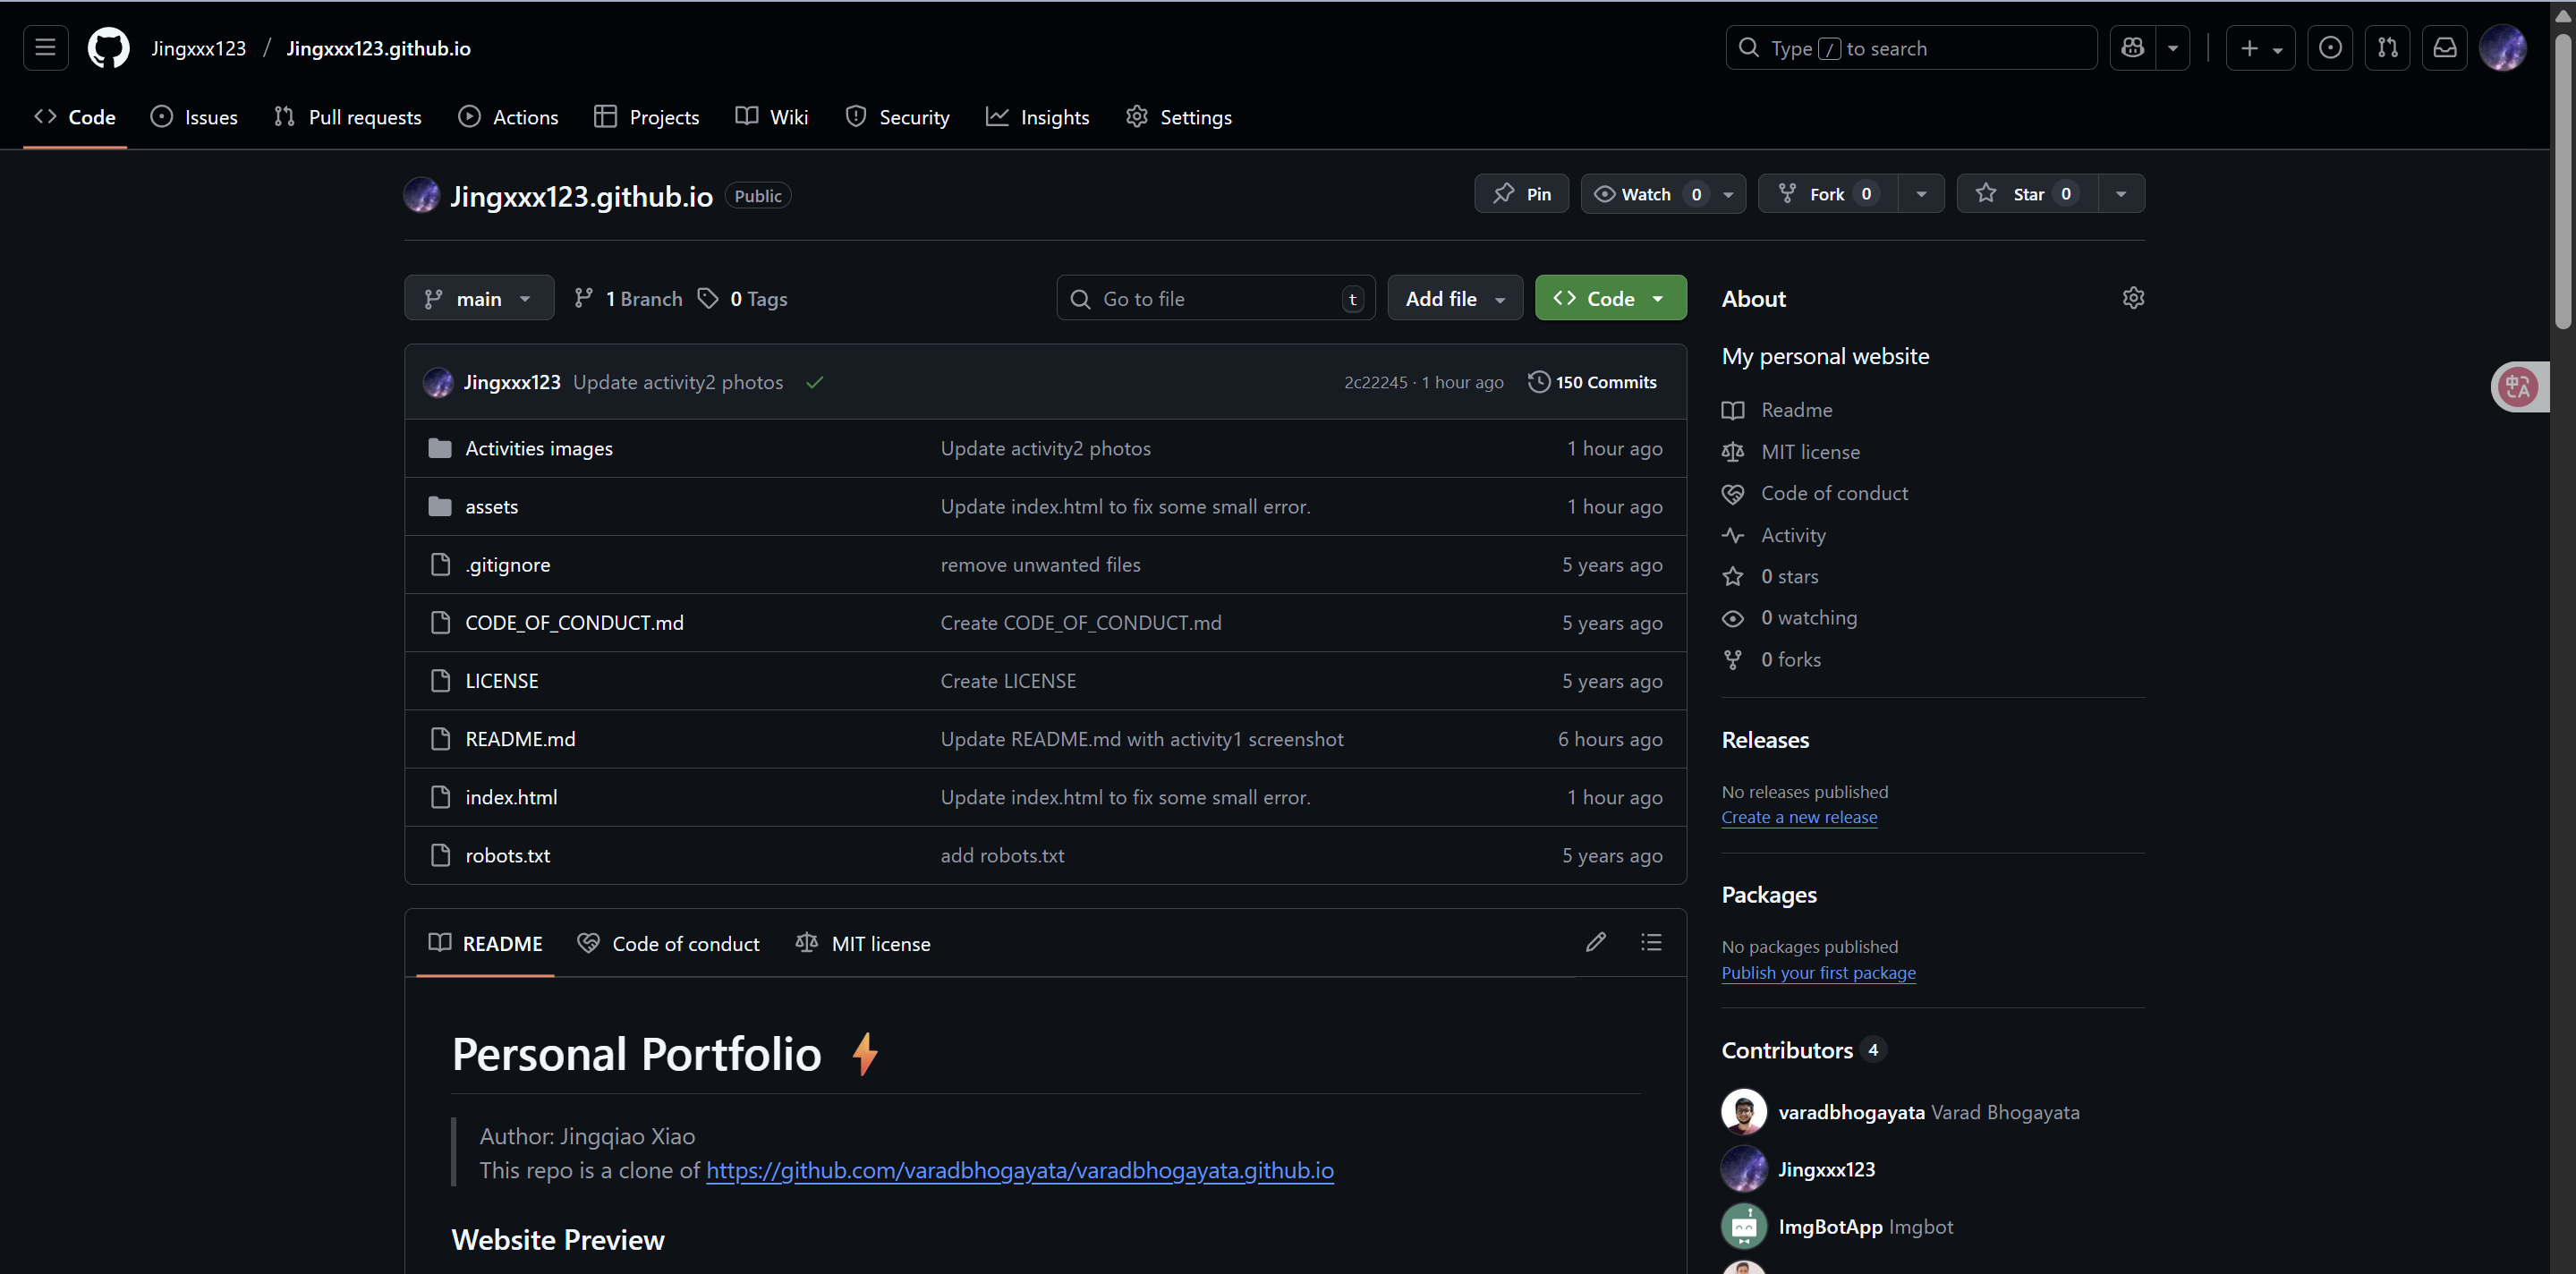 Jingxxx123 / Jingxxx123.github.io
Type / to search
Code Issues Pull requests Actions Projects Wiki Security Insights Settings
Jingxxx123.github.io Public
Pin Watch 0 Fork 0 Star 0
main 1 Branch 0 Tags Go to file t Add file Code
Jingxxx123 Update activity2 photos 2c22245 · 1 hour ago 150 Commits
Activities images Update activity2 photos 1 hour ago
assets Update index.html to fix some small error. 1 hour ago
.gitignore remove unwanted files 5 years ago
CODE_OF_CONDUCT.md Create CODE_OF_CONDUCT.md 5 years ago
LICENSE Create LICENSE 5 years ago
README.md Update README.md with activity1 screenshot 6 hours ago
index.html Update index.html to fix some small error. 1 hour ago
robots.txt add robots.txt 5 years ago
README Code of conduct MIT license
Personal Portfolio ⚡
Author: Jingqiao Xiao
This repo is a clone of https://github.com/varadbhogayata/varadbhogayata.github.io
Website Preview
About
My personal website
Readme
MIT license
Code of conduct
Activity
0 stars
0 watching
0 forks
Releases
No releases published
Create a new release
Packages
No packages published
Publish your first package
Contributors 4
varadbhogayata Varad Bhogayata
Jingxxx123
ImgBotApp Imgbot
中 A